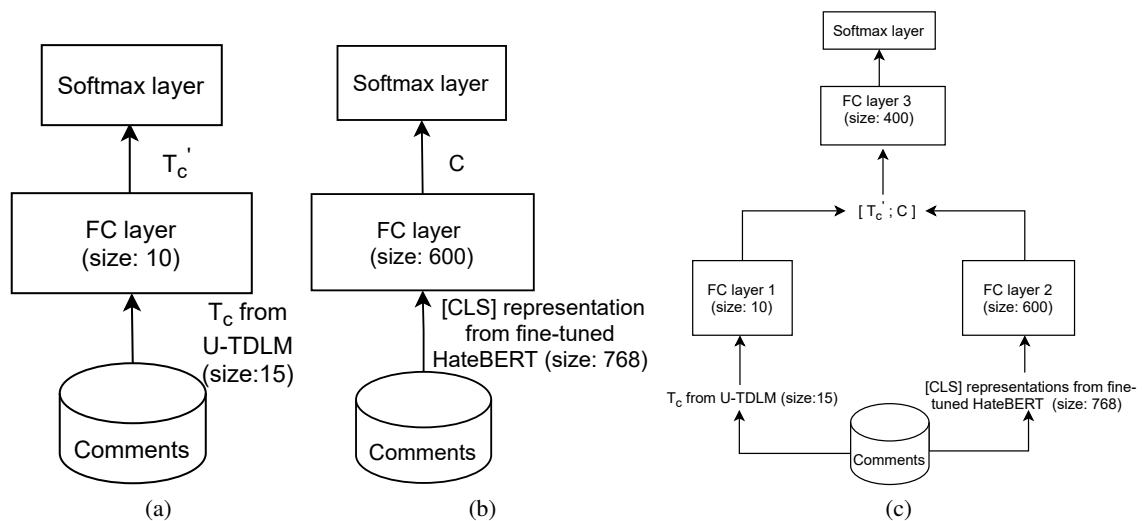 Softmax layer
T_c'
FC layer
(size: 10)
T_c from
U-TDLM
(size:15)
Comments
(a)
Softmax layer
C
FC layer
(size: 600)
[CLS] representation
from fine-tuned
HateBERT (size: 768)
Comments
(b)
Softmax layer
FC layer 3
(size: 400)
[ T_c' ; C ]
FC layer 1
(size: 10)
FC layer 2
(size: 600)
T_c from U-TDLM (size:15)
[CLS] representations from fine-
tuned HateBERT (size: 768)
Comments
(c)